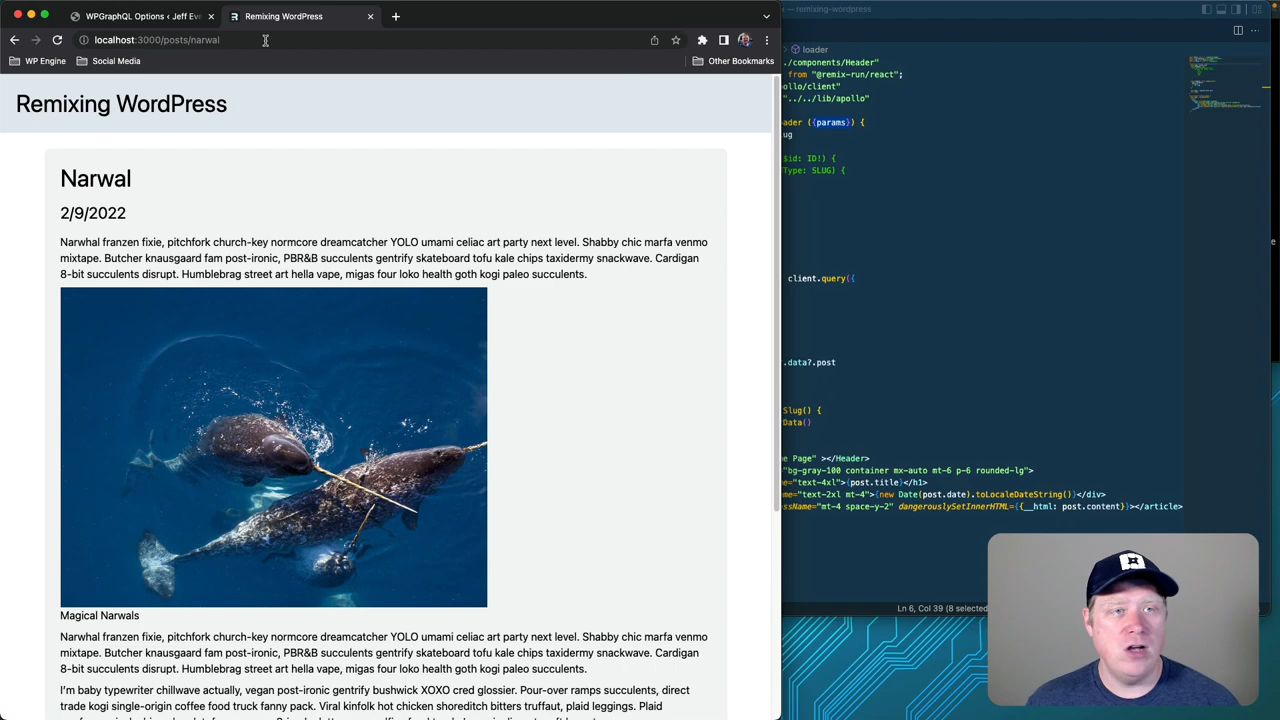 WPGraphQL Options ‹ Jeff Eve
Remixing WordPress
localhost:3000/posts/narwal
WP Engine
Social Media
Other Bookmarks
Remixing WordPress
Narwal
2/9/2022
Narwhal franzen fixie, pitchfork church-key normcore dreamcatcher YOLO umami celiac art party next level. Shabby chic marfa venmo
mixtape. Butcher knausgaard fam post-ironic, PBR&B succulents gentrify skateboard tofu kale chips taxidermy snackwave. Cardigan
8-bit succulents disrupt. Humblebrag street art hella vape, migas four loko health goth kogi paleo succulents.
Magical Narwals
Narwhal franzen fixie, pitchfork church-key normcore dreamcatcher YOLO umami celiac art party next level. Shabby chic marfa venmo
mixtape. Butcher knausgaard fam post-ironic, PBR&B succulents gentrify skateboard tofu kale chips taxidermy snackwave. Cardigan
8-bit succulents disrupt. Humblebrag street art hella vape, migas four loko health goth kogi paleo succulents.
I'm baby typewriter chillwave actually, vegan post-ironic gentrify bushwick XOXO cred glossier. Pour-over ramps succulents, direct
trade kogi single-origin coffee food truck fanny pack. Viral kinfolk hot chicken shoreditch bitters truffaut, plaid leggings. Plaid
— remixing-wordpress
loader
./components/Header"
from "@remix-run/react";
pollo/client"
"../../lib/apollo"
ader ({params}) {
ug
$id: ID!) {
Type: SLUG) {
client.query({
.data?.post
Slug() {
Data()
e Page" ></Header>
="bg-gray-100 container mx-auto mt-6 p-6 rounded-lg">
me="text-4xl">{post.title}</h1>
ame="text-2xl mt-4">{new Date(post.date).toLocaleDateString()}</div>
ssName="mt-4 space-y-2" dangerouslySetInnerHTML={{__html: post.content}}></article>
Ln 6, Col 39 (8 selected